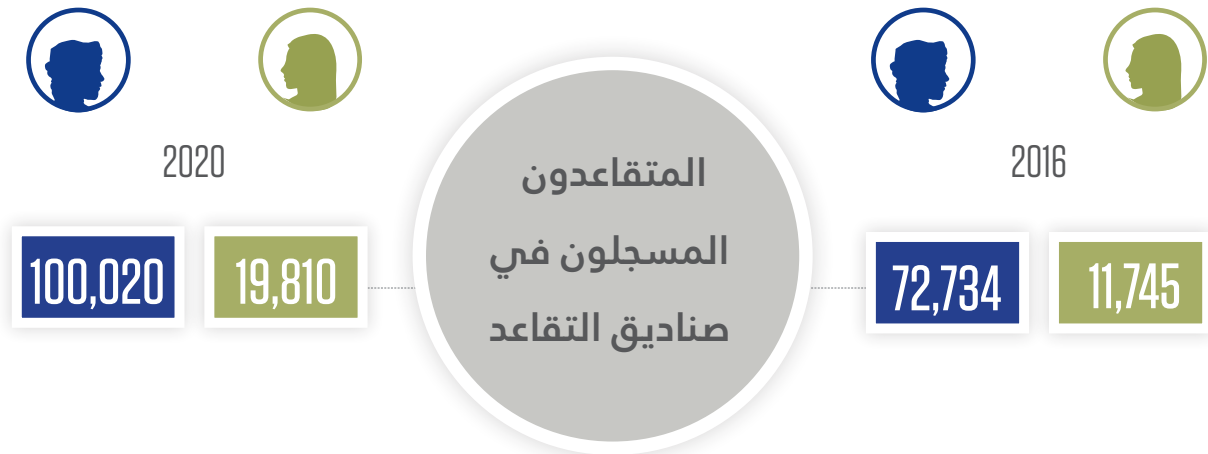 2016
11,745
72,734
المتقاعدون
المسجلون في
صناديق التقاعد
2020
19,810
100,020